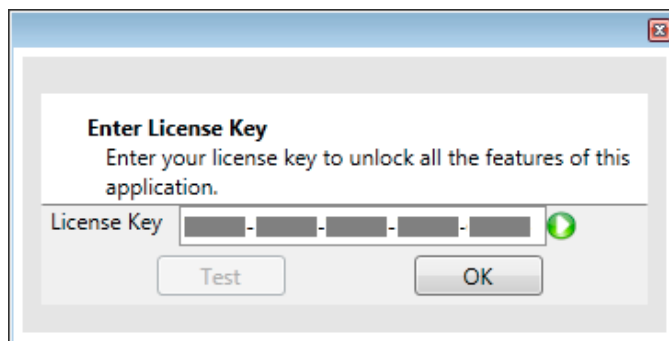 Enter License Key
Enter your license key to unlock all the features of this
application.
License Key - - - -
Test OK